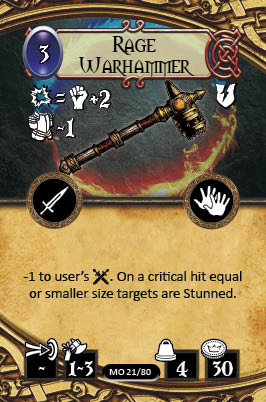 3
RAGE
WARHAMMER
= +2
~1
-1 to user's . On a critical hit equal
or smaller size targets are Stunned.
~ 1-3 MO 21/80 4 30